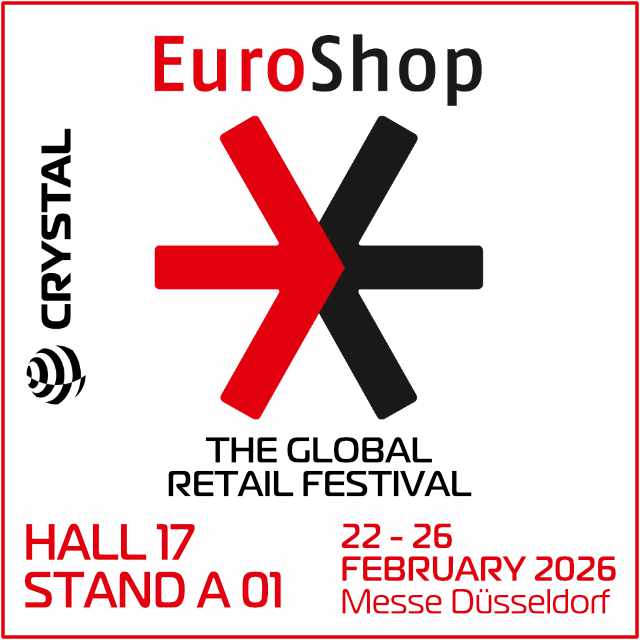 EuroShop
CRYSTAL
THE GLOBAL
RETAIL FESTIVAL
HALL 17
STAND A 01
22 - 26
FEBRUARY 2026
Messe Düsseldorf